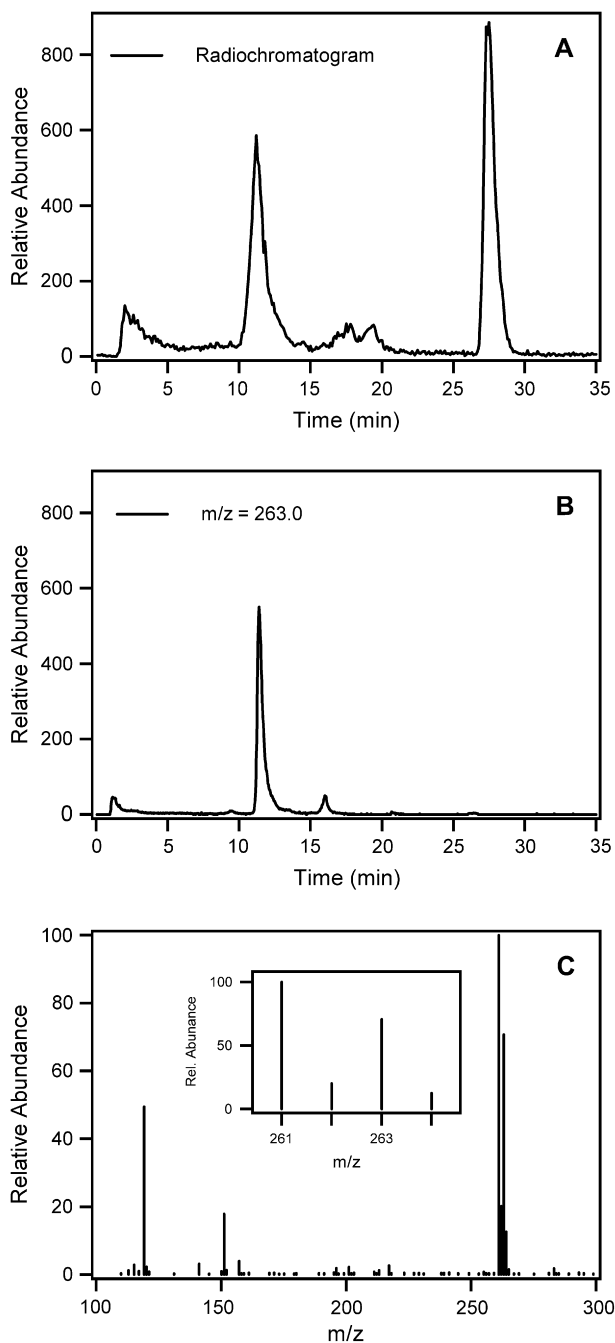 A
Radiochromatogram
Relative Abundance
800
600
400
200
0
0 5 10 15 20 25 30 35
Time (min)
B
m/z = 263.0
Relative Abundance
800
600
400
200
0
0 5 10 15 20 25 30 35
Time (min)
C
Relative Abundance
100
80
60
40
20
0
Rel. Abunance
100
50
0
261 263
m/z
100 150 200 250 300
m/z